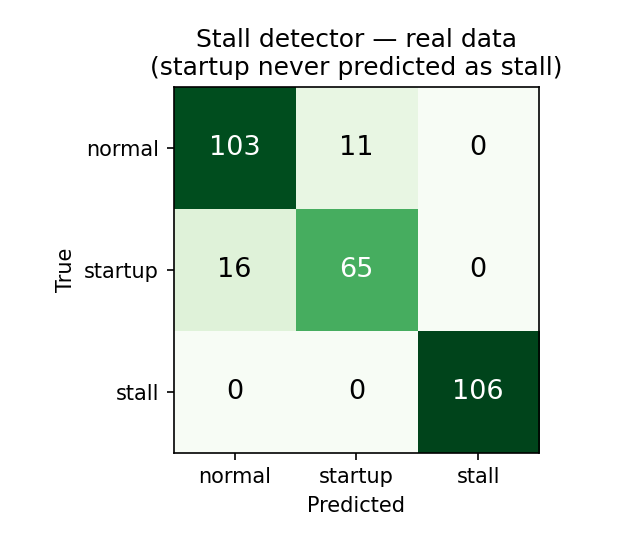 Stall detector — real data
(startup never predicted as stall)
normal 103 11 0
True startup 16 65 0
stall 0 0 106
normal startup stall
Predicted